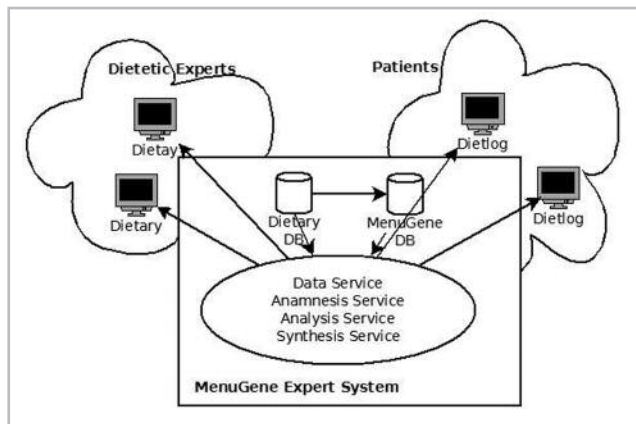 Dietetic Experts
Patients
Dietay
Dietlog
Dietary
Dietlog
Dietary
DB
MenuGene
DB
Data Service
Anamnesis Service
Analysis Service
Synthesis Service
MenuGene Expert System